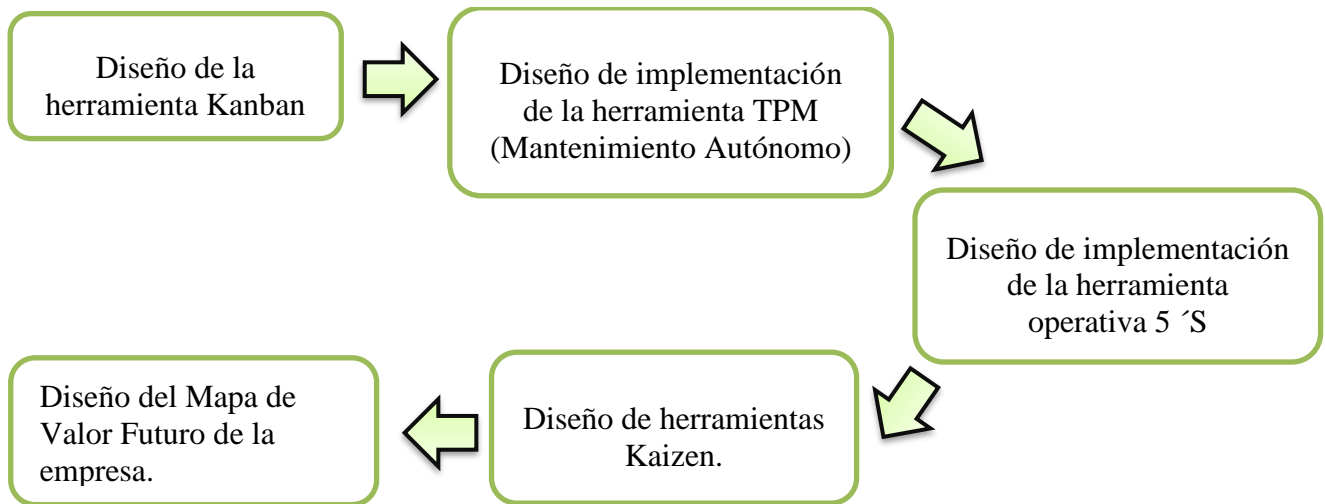 Diseño de la
herramienta Kanban
Diseño de implementación
de la herramienta TPM
(Mantenimiento Autónomo)
Diseño de implementación
de la herramienta
operativa 5 ´S
Diseño de herramientas
Kaizen.
Diseño del Mapa de
Valor Futuro de la
empresa.